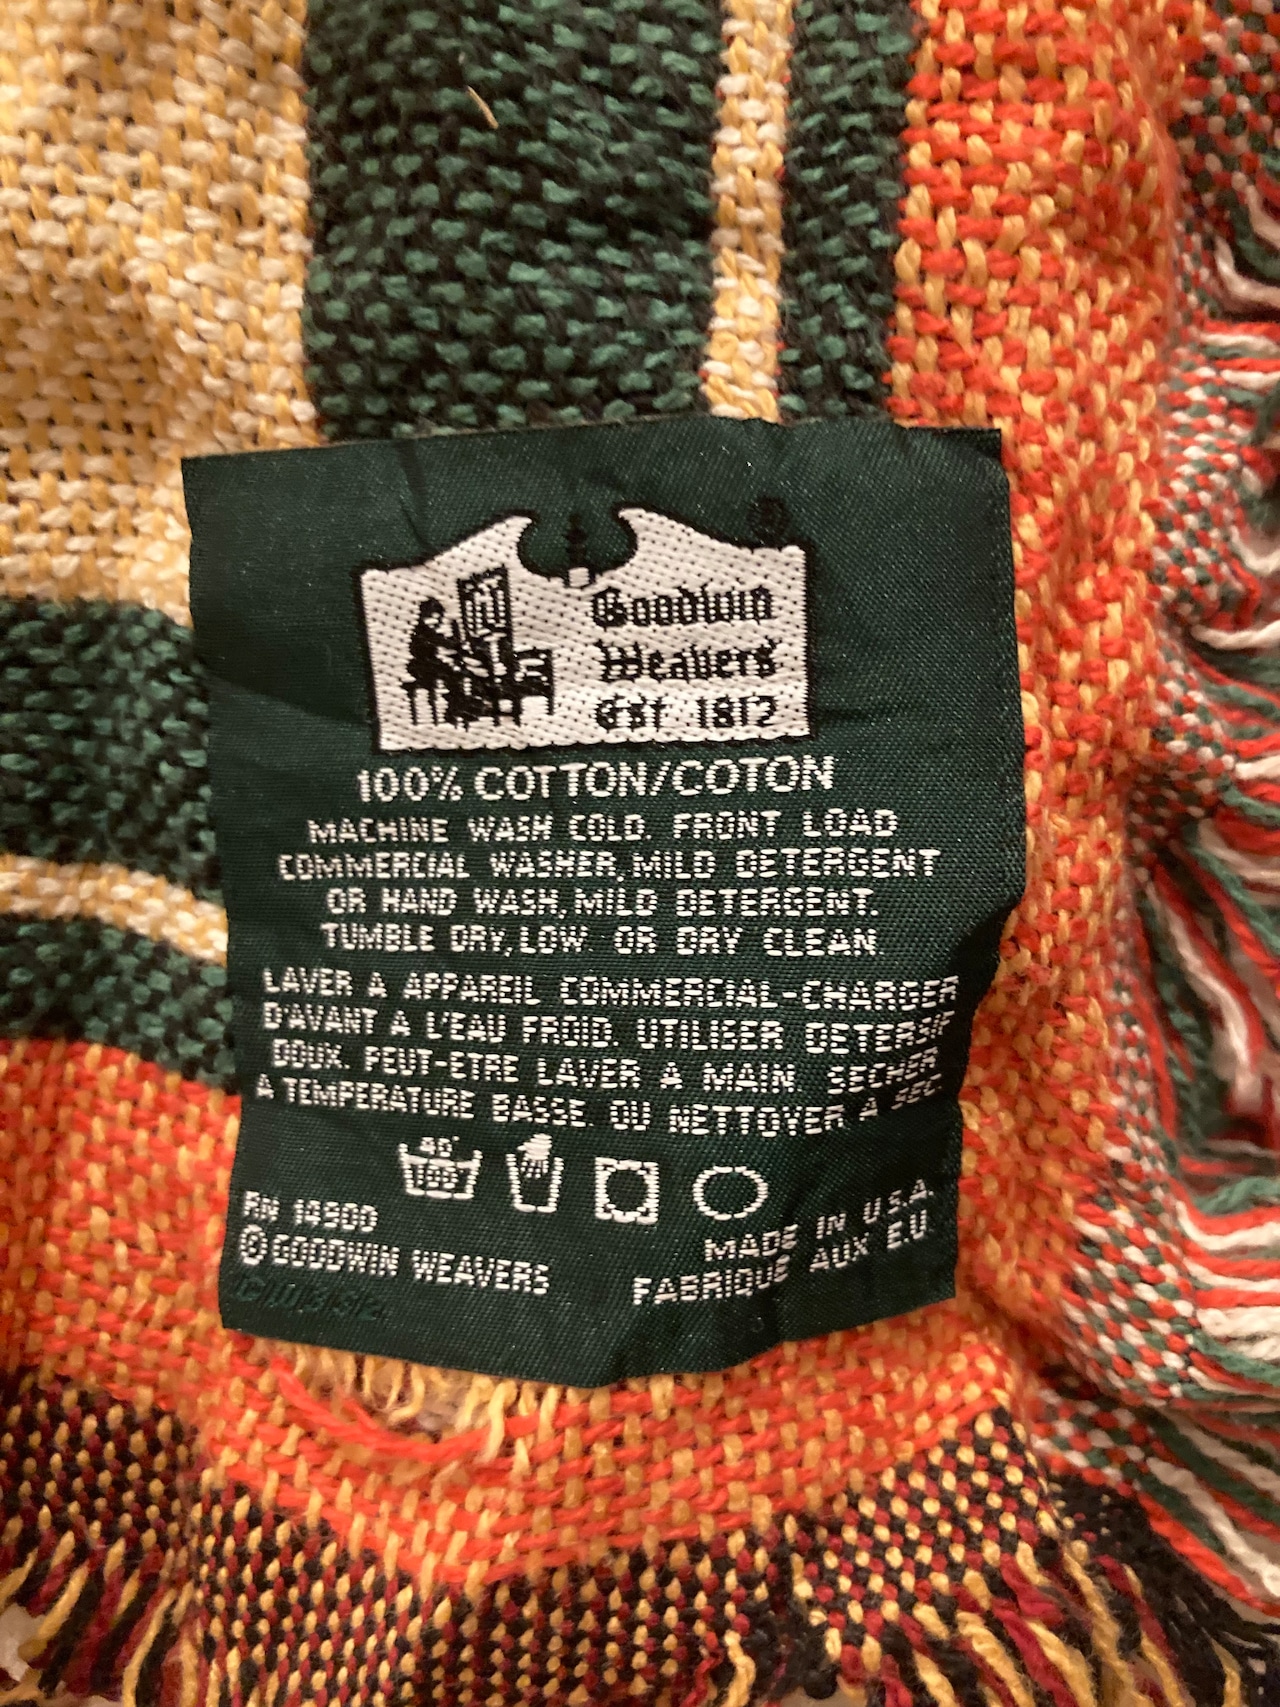 Goodwin
Weavers
Est 1812
100% COTTON/COTON
MACHINE WASH COLD. FRONT LOAD
COMMERCIAL WASHER, MILD DETERGENT
OR HAND WASH, MILD DETERGENT.
TUMBLE DRY, LOW OR DRY CLEAN.
LAVER A APPAREIL COMMERCIAL-CHARGER
D'AVANT A L'EAU FROID. UTILISER DETERSIF
DOUX. PEUT-ETRE LAVER A MAIN. SECHER
A TEMPERATURE BASSE. OU NETTOYER A SEC
40°
100°
RN 14900
© GOODWIN WEAVERS
MADE IN U.S.A.
FABRIQUE AUX E.U.